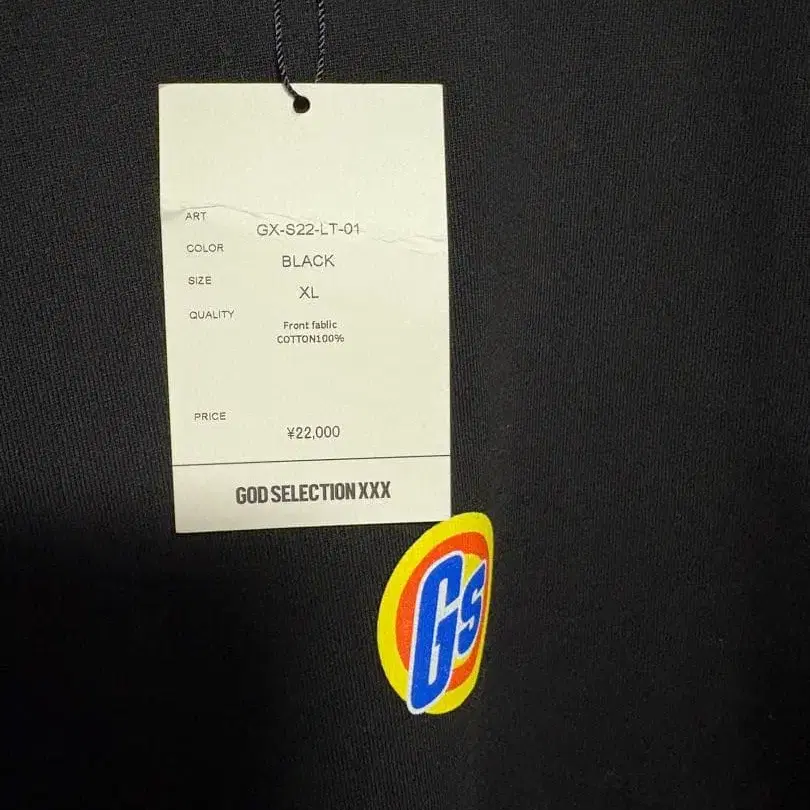 ART
GX-S22-LT-01
COLOR
BLACK
SIZE
XL
QUALITY
Front fablic
COTTON100%
PRICE
¥22,000
GOD SELECTION XXX
Gs